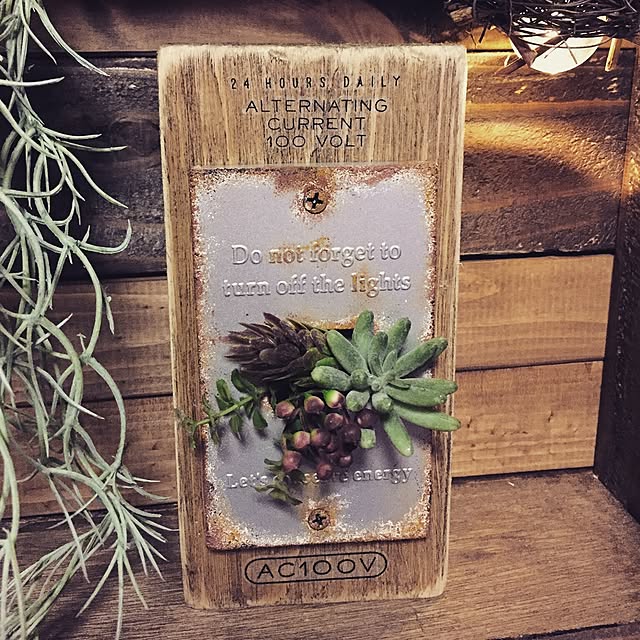 24 HOURS DAILY
ALTERNATING
CURRENT
100 VOLT
Do not forget to
turn off the lights
Let's energy
AC100V